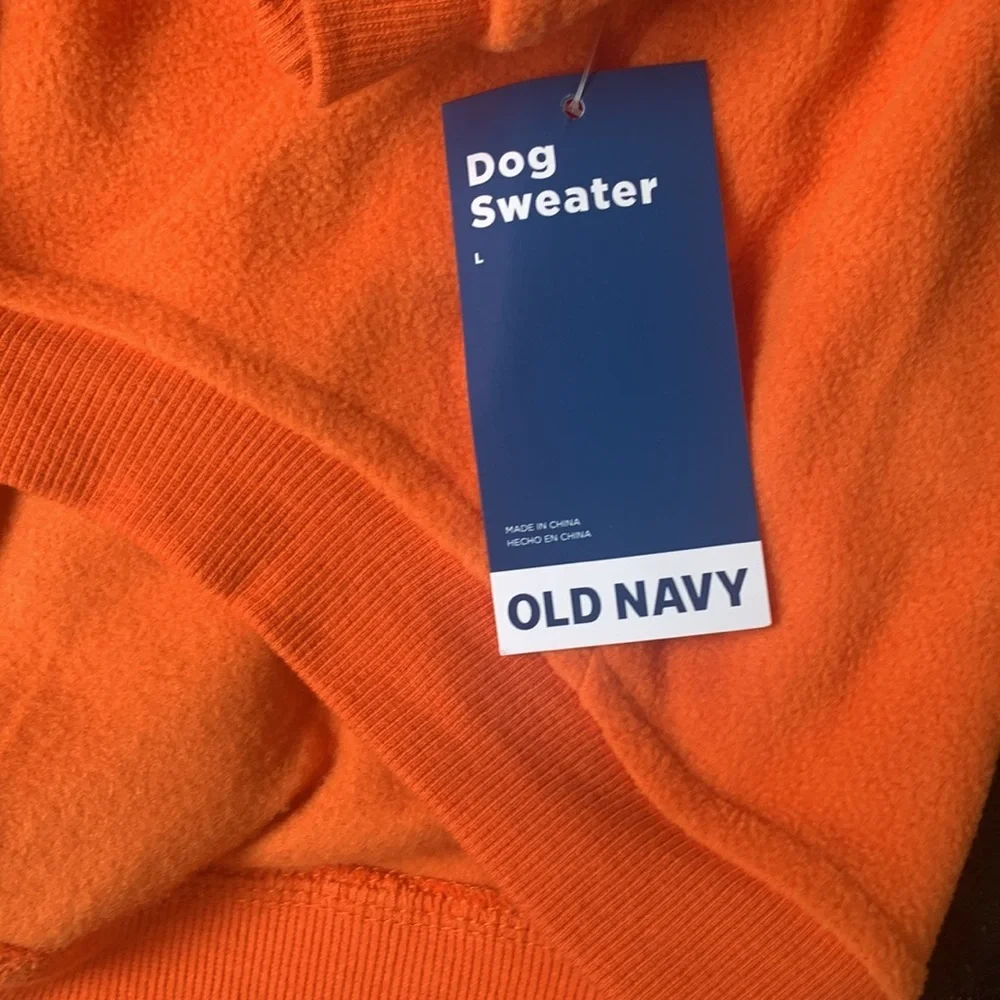 Dog
Sweater
L
MADE IN CHINA
HECHO EN CHINA
OLD NAVY